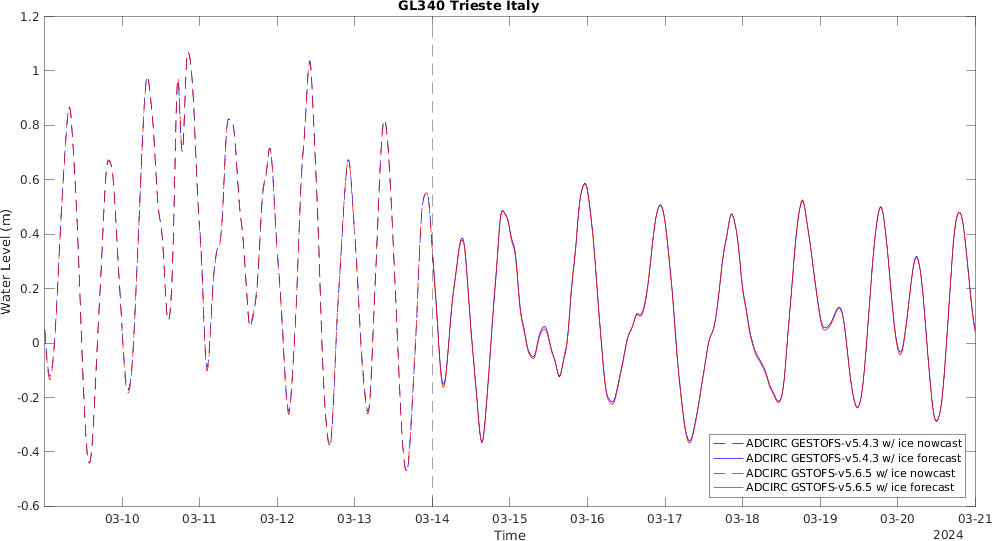 GL340 Trieste Italy
Water Level (m)
1.2
1
0.8
0.6
0.4
0.2
0
-0.2
-0.4
-0.6
ADCIRC GESTOFS-v5.4.3 w/ ice nowcast
ADCIRC GESTOFS-v5.4.3 w/ ice forecast
ADCIRC GSTOFS-v5.6.5 w/ ice nowcast
ADCIRC GSTOFS-v5.6.5 w/ ice forecast
03-10 03-11 03-12 03-13 03-14 03-15 03-16 03-17 03-18 03-19 03-20 03-21
Time
2024